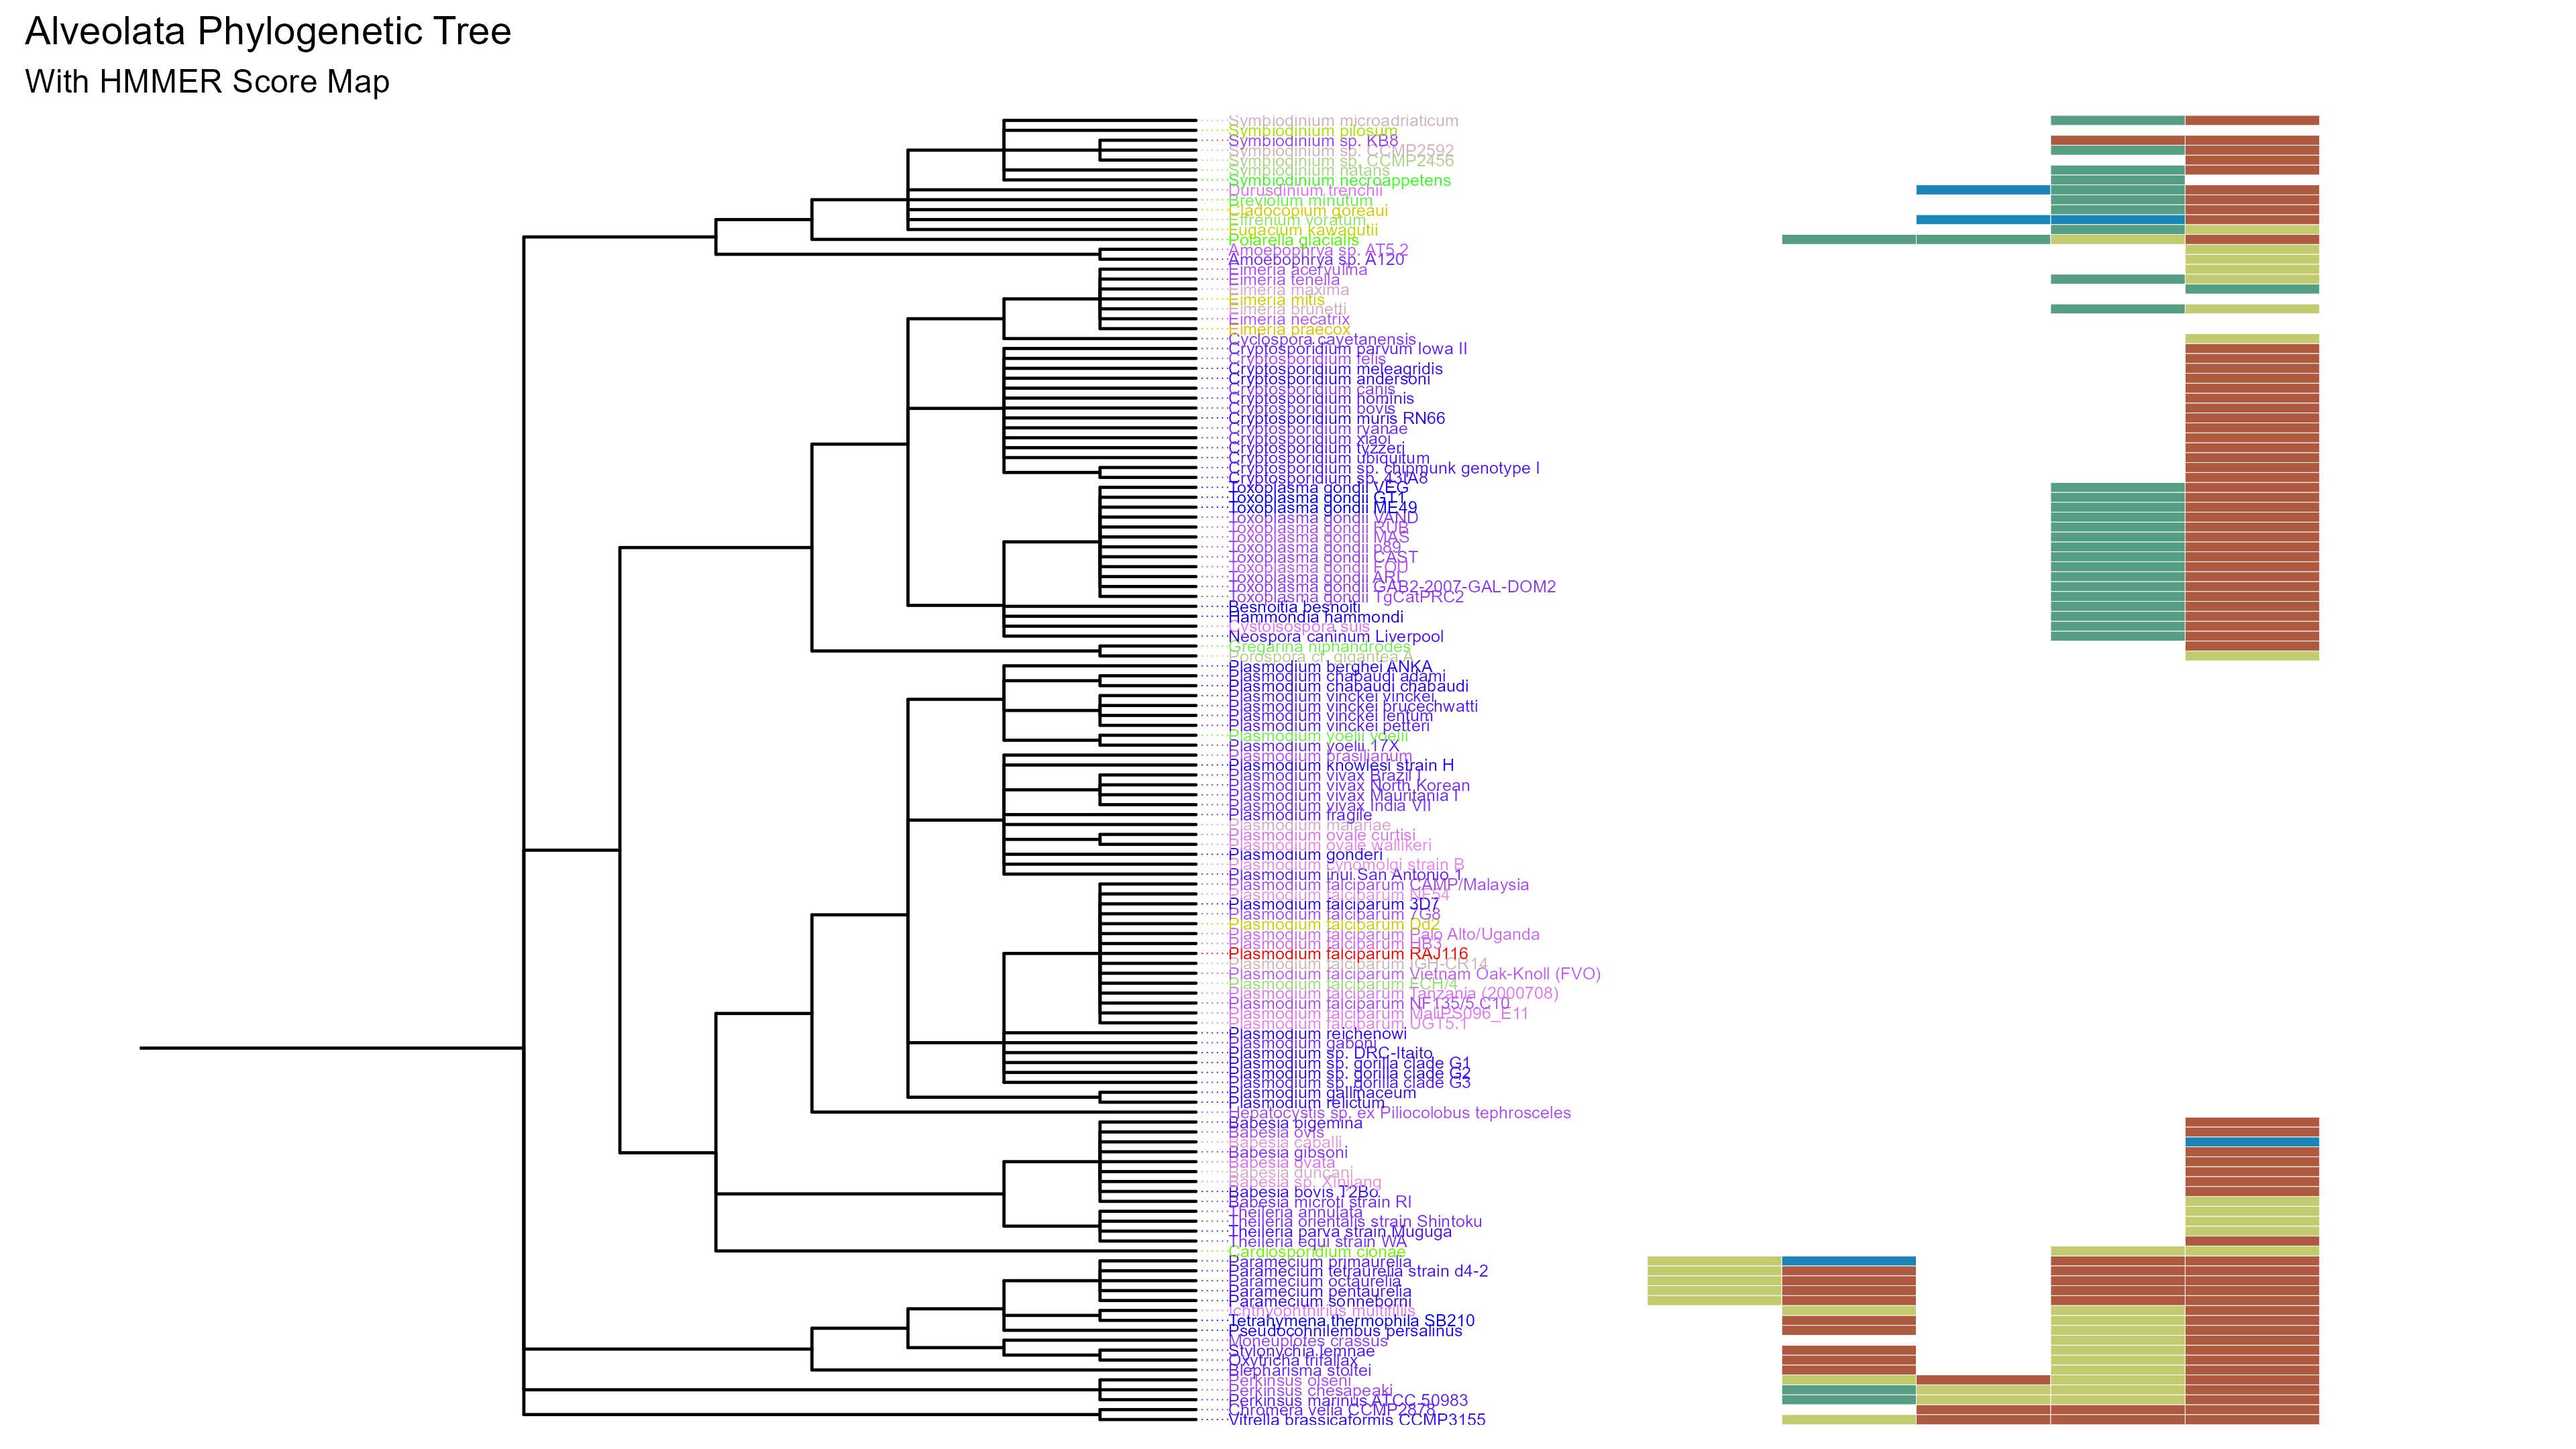 Alveolata Phylogenetic Tree
With HMMER Score Map
Symbiodinium microadriaticum
Symbiodinium pilosum
Symbiodinium sp. KB8
Symbiodinium sp. CCMP2592
Symbiodinium sp. CCMP2456
Symbiodinium natans
Symbiodinium necroappetens
Durusdinium trenchii
Breviolum minutum
Cladocopium goreaui
Effrenium voratum
Fugacium kawagutii
Polarella glacialis
Amoebophrya sp. AT5.2
Amoebophrya sp. A120
Eimeria acervulina
Eimeria tenella
Eimeria maxima
Eimeria mitis
Eimeria brunetti
Eimeria necatrix
Eimeria praecox
Cyclospora cayetanensis
Cryptosporidium parvum Iowa II
Cryptosporidium felis
Cryptosporidium meleagridis
Cryptosporidium andersoni
Cryptosporidium canis
Cryptosporidium hominis
Cryptosporidium bovis
Cryptosporidium muris RN66
Cryptosporidium ryanae
Cryptosporidium xiaoi
Cryptosporidium tyzzeri
Cryptosporidium ubiquitum
Cryptosporidium sp. chipmunk genotype I
Cryptosporidium sp. 43IA8
Toxoplasma gondii VEG
Toxoplasma gondii GT1
Toxoplasma gondii ME49
Toxoplasma gondii VAND
Toxoplasma gondii RUB
Toxoplasma gondii MAS
Toxoplasma gondii p89
Toxoplasma gondii CAST
Toxoplasma gondii FOU
Toxoplasma gondii ARI
Toxoplasma gondii GAB2-2007-GAL-DOM2
Toxoplasma gondii TgCatPRC2
Besnoitia besnoiti
Hammondia hammondi
Cystoisospora suis
Neospora caninum Liverpool
Gregarina niphandrodes
Porospora cf. gigantea A
Plasmodium berghei ANKA
Plasmodium chabaudi adami
Plasmodium chabaudi chabaudi
Plasmodium vinckei vinckei
Plasmodium vinckei brucechwatti
Plasmodium vinckei lentum
Plasmodium vinckei petteri
Plasmodium yoelii yoelii
Plasmodium yoelii 17X
Plasmodium brasilianum
Plasmodium knowlesi strain H
Plasmodium vivax Brazil I
Plasmodium vivax North Korean
Plasmodium vivax Mauritania I
Plasmodium vivax India VII
Plasmodium fragile
Plasmodium malariae
Plasmodium ovale curtisi
Plasmodium ovale wallikeri
Plasmodium gonderi
Plasmodium cynomolgi strain B
Plasmodium inui San Antonio 1
Plasmodium falciparum CAMP/Malaysia
Plasmodium falciparum NF54
Plasmodium falciparum 3D7
Plasmodium falciparum 7G8
Plasmodium falciparum Dd2
Plasmodium falciparum Palo Alto/Uganda
Plasmodium falciparum HB3
Plasmodium falciparum RAJ116
Plasmodium falciparum IGH-CR14
Plasmodium falciparum Vietnam Oak-Knoll (FVO)
Plasmodium falciparum FCH/4
Plasmodium falciparum Tanzania (2000708)
Plasmodium falciparum NF135/5.C10
Plasmodium falciparum MaliPS096_E11
Plasmodium falciparum UGT5.1
Plasmodium reichenowi
Plasmodium gaboni
Plasmodium sp. DRC-Itaito
Plasmodium sp. gorilla clade G1
Plasmodium sp. gorilla clade G2
Plasmodium sp. gorilla clade G3
Plasmodium gallinaceum
Plasmodium relictum
Hepatocystis sp. ex Piliocolobus tephrosceles
Babesia bigemina
Babesia ovis
Babesia caballi
Babesia gibsoni
Babesia ovata
Babesia duncani
Babesia sp. Xinjiang
Babesia bovis T2Bo
Babesia microti strain RI
Theileria annulata
Theileria orientalis strain Shintoku
Theileria parva strain Muguga
Theileria equi strain WA
Cardiosporidium cionae
Paramecium primaurelia
Paramecium tetraurelia strain d4-2
Paramecium octaurelia
Paramecium pentaurelia
Paramecium sonneborni
Ichthyophthirius multifiliis
Tetrahymena thermophila SB210
Pseudocohnilembus persalinus
Moneuplotes crassus
Stylonychia lemnae
Oxytricha trifallax
Blepharisma stoltei
Perkinsus olseni
Perkinsus chesapeaki
Perkinsus marinus ATCC 50983
Chromera velia CCMP2878
Vitrella brassicaformis CCMP3155